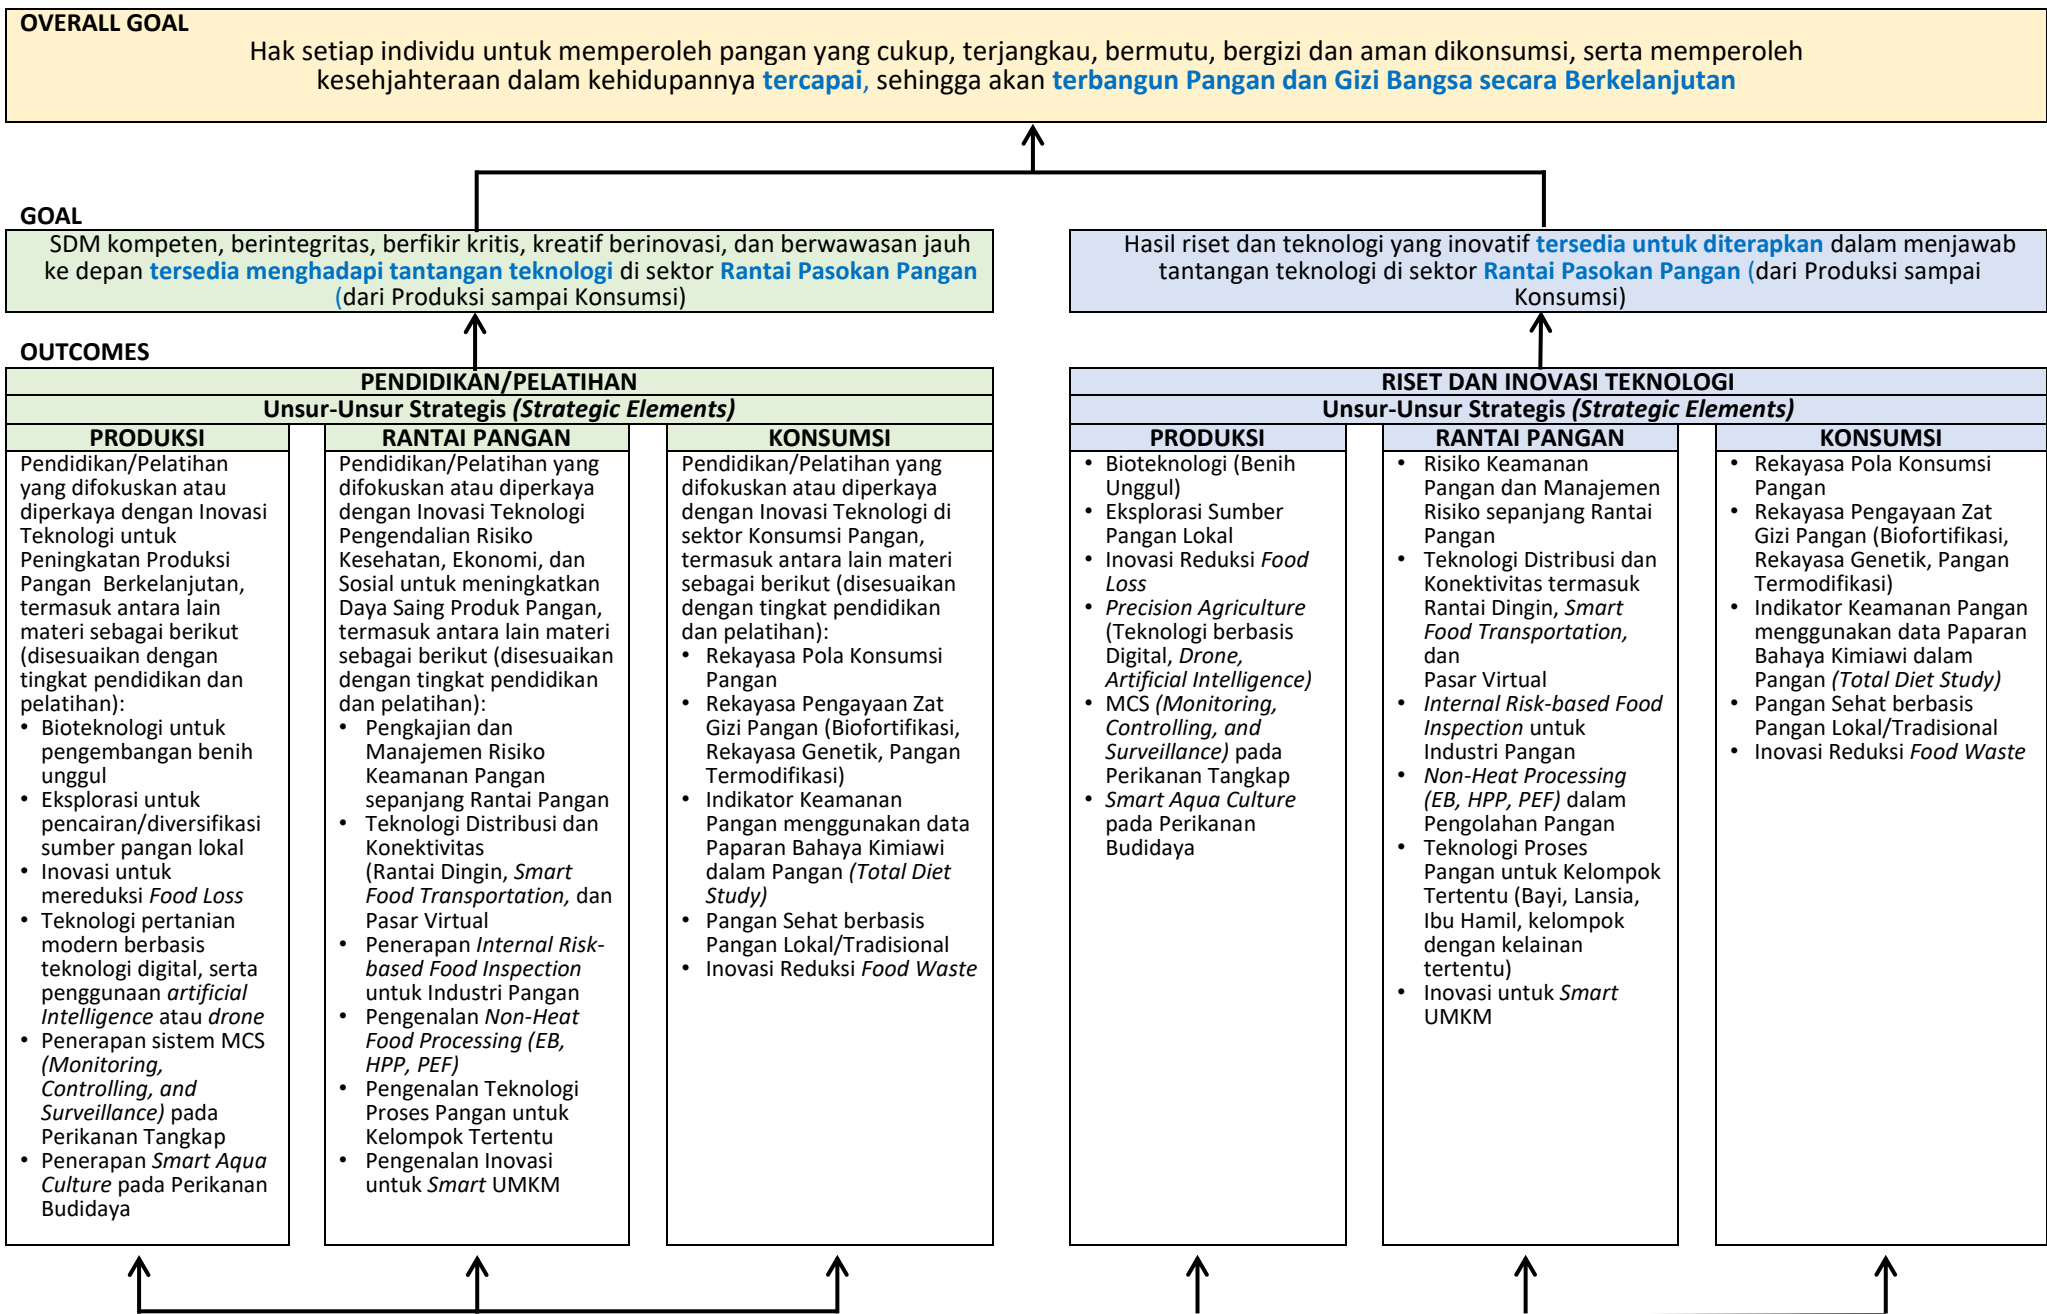 OVERALL GOAL
Hak setiap individu untuk memperoleh pangan yang cukup, terjangkau, bermutu, bergizi dan aman dikonsumsi, serta memperoleh
kesehjahteraan dalam kehidupannya tercapai, sehingga akan terbangun Pangan dan Gizi Bangsa secara Berkelanjutan
GOAL
SDM kompeten, berintegritas, berfikir kritis, kreatif berinovasi, dan berwawasan jauh
ke depan tersedia menghadapi tantangan teknologi di sektor Rantai Pasokan Pangan
(dari Produksi sampai Konsumsi)
Hasil riset dan teknologi yang inovatif tersedia untuk diterapkan dalam menjawab
tantangan teknologi di sektor Rantai Pasokan Pangan (dari Produksi sampai
Konsumsi)
OUTCOMES
PENDIDIKAN/PELATIHAN
Unsur-Unsur Strategis (Strategic Elements)
PRODUKSI
Pendidikan/Pelatihan
yang difokuskan atau
diperkaya dengan Inovasi
Teknologi untuk
Peningkatan Produksi
Pangan Berkelanjutan,
termasuk antara lain
materi sebagai berikut
(disesuaikan dengan
tingkat pendidikan dan
pelatihan):
• Bioteknologi untuk
pengembangan benih
unggul
• Eksplorasi untuk
pencairan/diversifikasi
sumber pangan lokal
• Inovasi untuk
mereduksi Food Loss
• Teknologi pertanian
modern berbasis
teknologi digital, serta
penggunaan artificial
Intelligence atau drone
• Penerapan sistem MCS
(Monitoring,
Controlling, and
Surveillance) pada
Perikanan Tangkap
• Penerapan Smart Aqua
Culture pada Perikanan
Budidaya
RANTAI PANGAN
Pendidikan/Pelatihan yang
difokuskan atau diperkaya
dengan Inovasi Teknologi
Pengendalian Risiko
Kesehatan, Ekonomi, dan
Sosial untuk meningkatkan
Daya Saing Produk Pangan,
termasuk antara lain materi
sebagai berikut (disesuaikan
dengan tingkat pendidikan
dan pelatihan):
• Pengkajian dan
Manajemen Risiko
Keamanan Pangan
sepanjang Rantai Pangan
• Teknologi Distribusi dan
Konektivitas
(Rantai Dingin, Smart
Food Transportation, dan
Pasar Virtual
• Penerapan Internal Risk-
based Food Inspection
untuk Industri Pangan
• Pengenalan Non-Heat
Food Processing (EB,
HPP, PEF)
• Pengenalan Teknologi
Proses Pangan untuk
Kelompok Tertentu
• Pengenalan Inovasi
untuk Smart UMKM
KONSUMSI
Pendidikan/Pelatihan yang
difokuskan atau diperkaya
dengan Inovasi Teknologi di
sektor Konsumsi Pangan,
termasuk antara lain materi
sebagai berikut (disesuaikan
dengan tingkat pendidikan
dan pelatihan):
• Rekayasa Pola Konsumsi
Pangan
• Rekayasa Pengayaan Zat
Gizi Pangan (Biofortifikasi,
Rekayasa Genetik, Pangan
Termodifikasi)
• Indikator Keamanan
Pangan menggunakan data
Paparan Bahaya Kimiawi
dalam Pangan (Total Diet
Study)
• Pangan Sehat berbasis
Pangan Lokal/Tradisional
• Inovasi Reduksi Food Waste
RISET DAN INOVASI TEKNOLOGI
Unsur-Unsur Strategis (Strategic Elements)
PRODUKSI
• Bioteknologi (Benih
Unggul)
• Eksplorasi Sumber
Pangan Lokal
• Inovasi Reduksi Food
Loss
• Precision Agriculture
(Teknologi berbasis
Digital, Drone,
Artificial Intelligence)
• MCS (Monitoring,
Controlling, and
Surveillance) pada
Perikanan Tangkap
• Smart Aqua Culture
pada Perikanan
Budidaya
RANTAI PANGAN
• Risiko Keamanan
Pangan dan Manajemen
Risiko sepanjang Rantai
Pangan
• Teknologi Distribusi dan
Konektivitas termasuk
Rantai Dingin, Smart
Food Transportation,
dan
Pasar Virtual
• Internal Risk-based Food
Inspection untuk
Industri Pangan
• Non-Heat Processing
(EB, HPP, PEF) dalam
Pengolahan Pangan
• Teknologi Proses
Pangan untuk Kelompok
Tertentu (Bayi, Lansia,
Ibu Hamil, kelompok
dengan kelainan
tertentu)
• Inovasi untuk Smart
UMKM
KONSUMSI
• Rekayasa Pola Konsumsi
Pangan
• Rekayasa Pengayaan Zat
Gizi Pangan (Biofortifikasi,
Rekayasa Genetik, Pangan
Termodifikasi)
• Indikator Keamanan Pangan
menggunakan data Paparan
Bahaya Kimiawi dalam
Pangan (Total Diet Study)
• Pangan Sehat berbasis
Pangan Lokal/Tradisional
• Inovasi Reduksi Food Waste